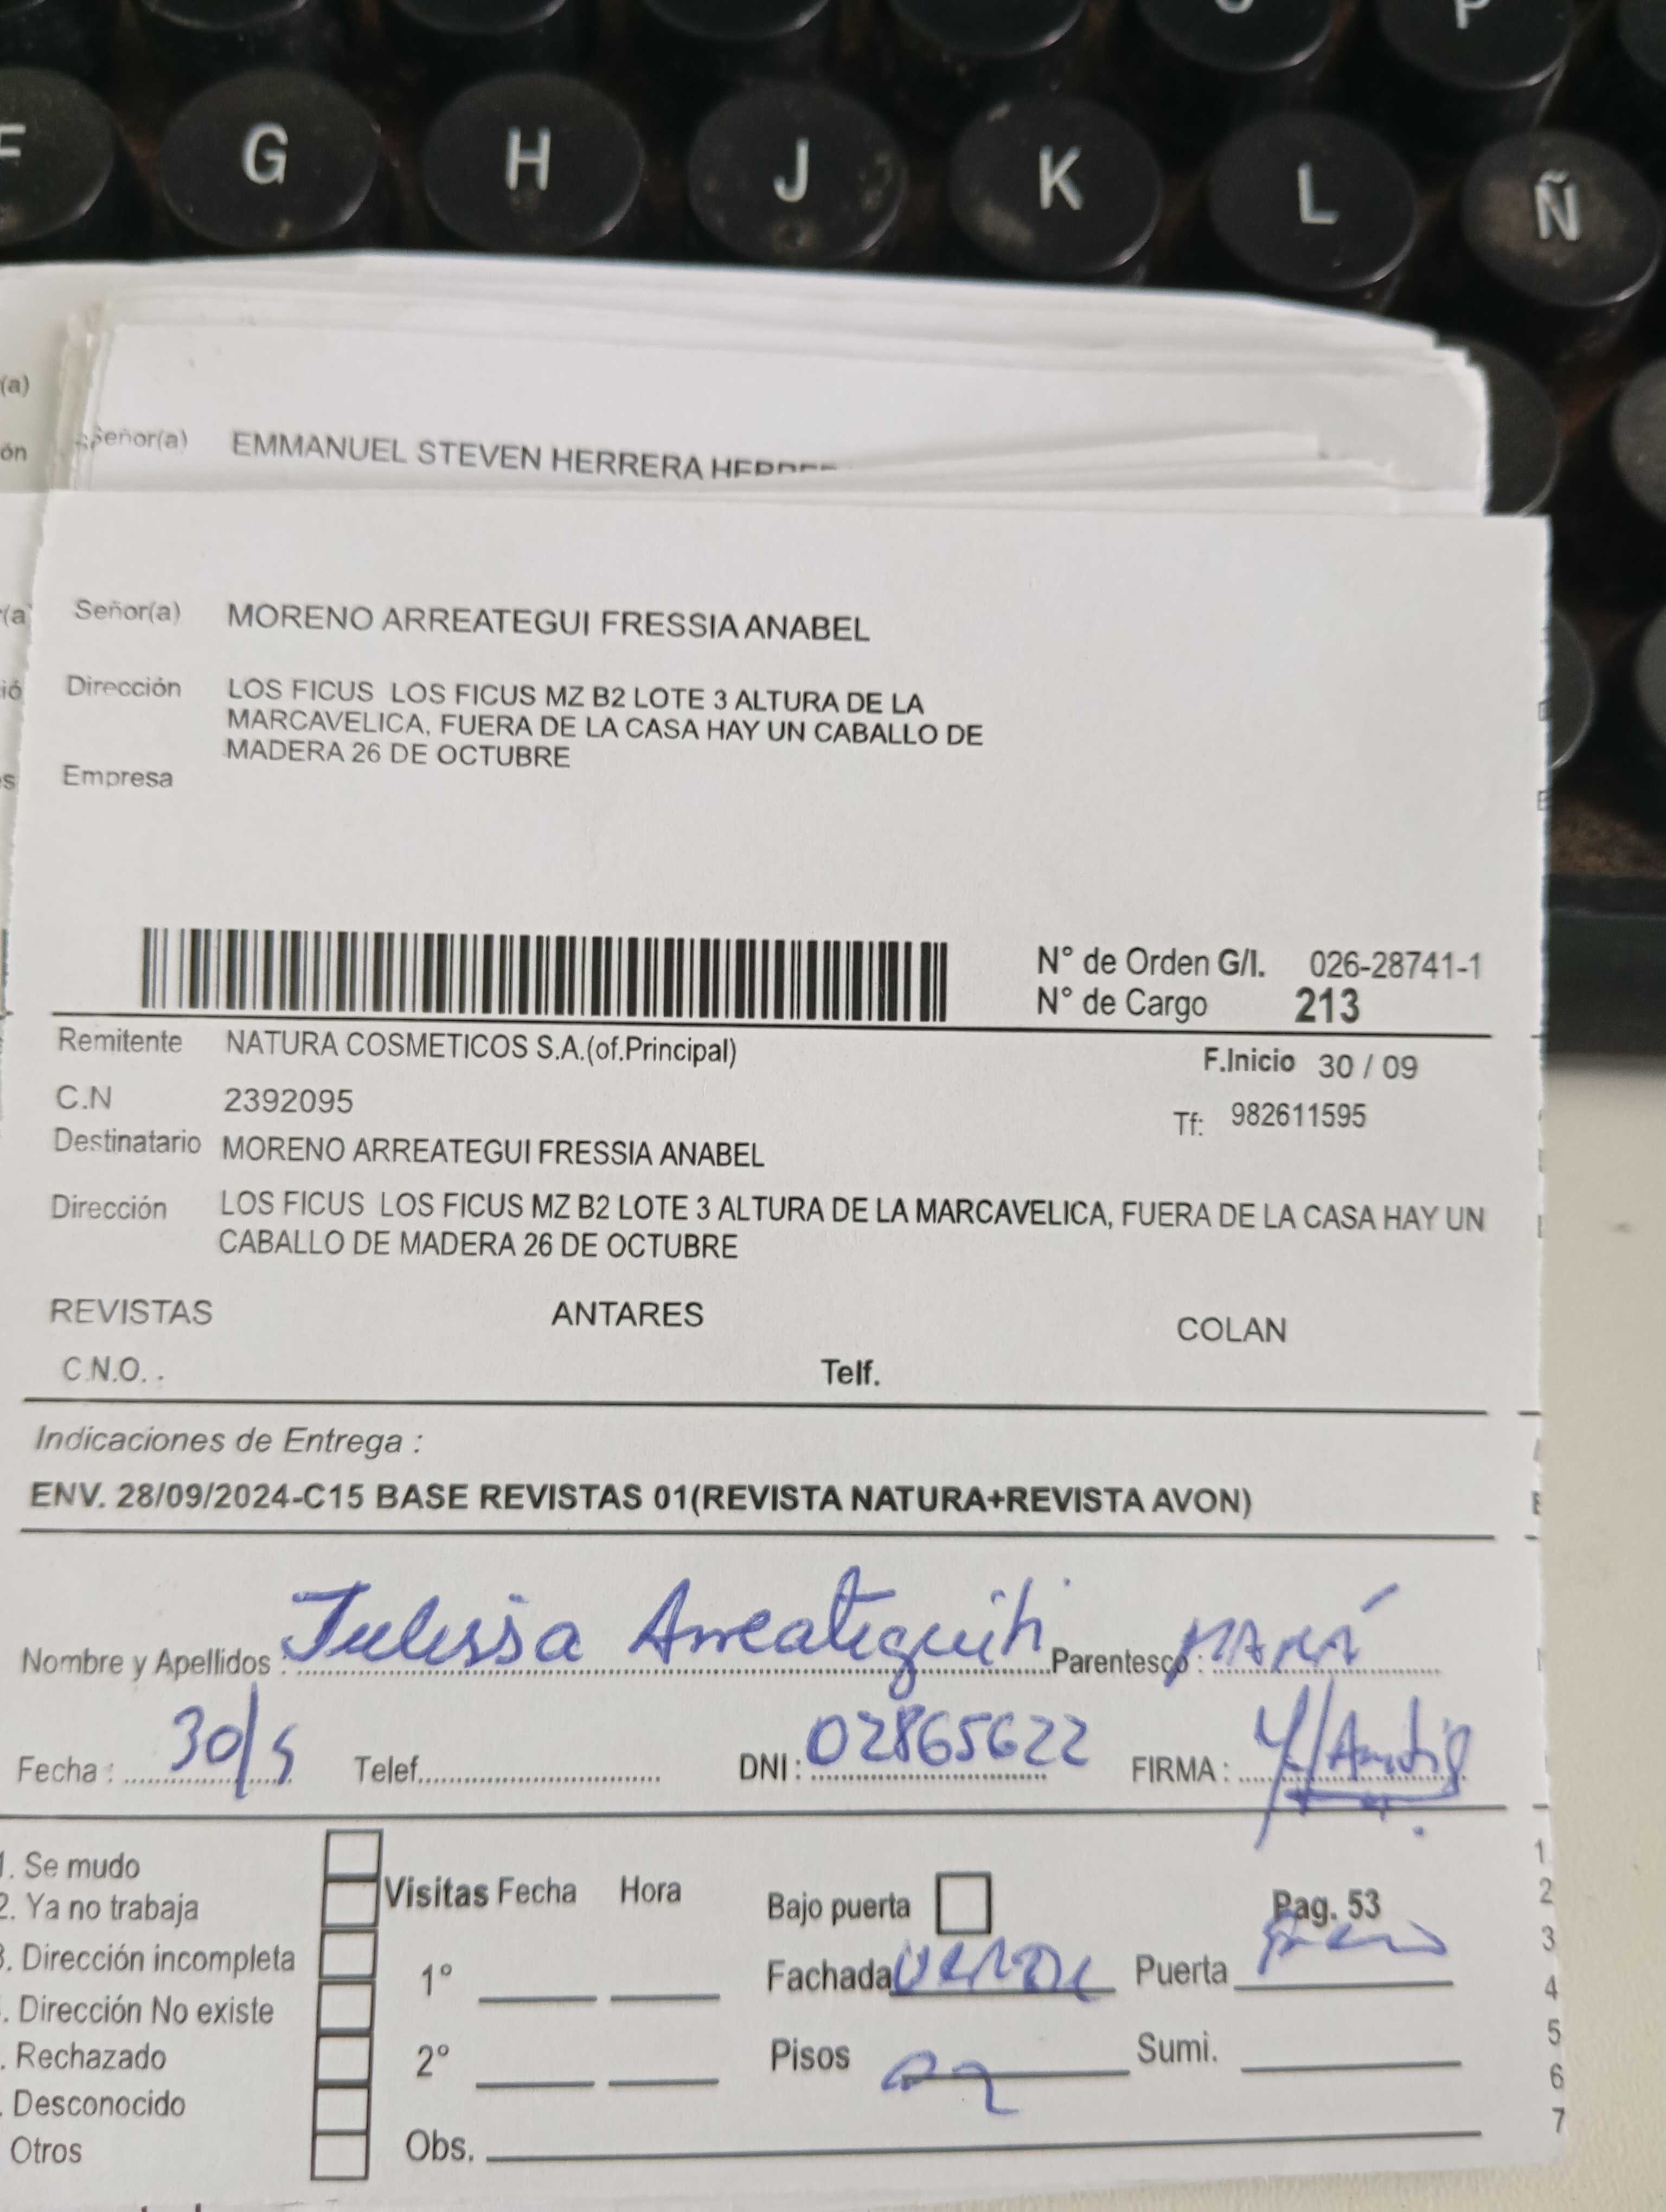 F G H J K L Ñ
P
(a)
Señor(a) EMMANUEL STEVEN HERRERA
ón
Señor(a) MORENO ARREATEGUI FRESSIA ANABEL
Dirección LOS FICUS LOS FICUS MZ B2 LOTE 3 ALTURA DE LA
MARCAVELICA, FUERA DE LA CASA HAY UN CABALLO DE
MADERA 26 DE OCTUBRE
Empresa
N° de Orden G/I. 026-28741-1
N° de Cargo 213
Remitente NATURA COSMETICOS S.A.(of.Principal)
F.Inicio 30 / 09
C.N 2392095
Tf: 982611595
Destinatario MORENO ARREATEGUI FRESSIA ANABEL
Dirección LOS FICUS LOS FICUS MZ B2 LOTE 3 ALTURA DE LA MARCAVELICA, FUERA DE LA CASA HAY UN
CABALLO DE MADERA 26 DE OCTUBRE
REVISTAS ANTARES COLAN
C.N.O. . Telf.
Indicaciones de Entrega :
ENV. 28/09/2024-C15 BASE REVISTAS 01(REVISTA NATURA+REVISTA AVON)
Nombre y Apellidos : Parentesco : MAMÁ
Fecha : 30/9 Telef. DNI : 02865622 FIRMA :
1. Se mudo
2. Ya no trabaja
3. Dirección incompleta
. Dirección No existe
. Rechazado
. Desconocido
Otros
Visitas Fecha Hora
1°
2°
Obs.
Bajo puerta Pag. 53
Fachada VERDE Puerta
Pisos Sumi.
1
2
3
4
5
6
7